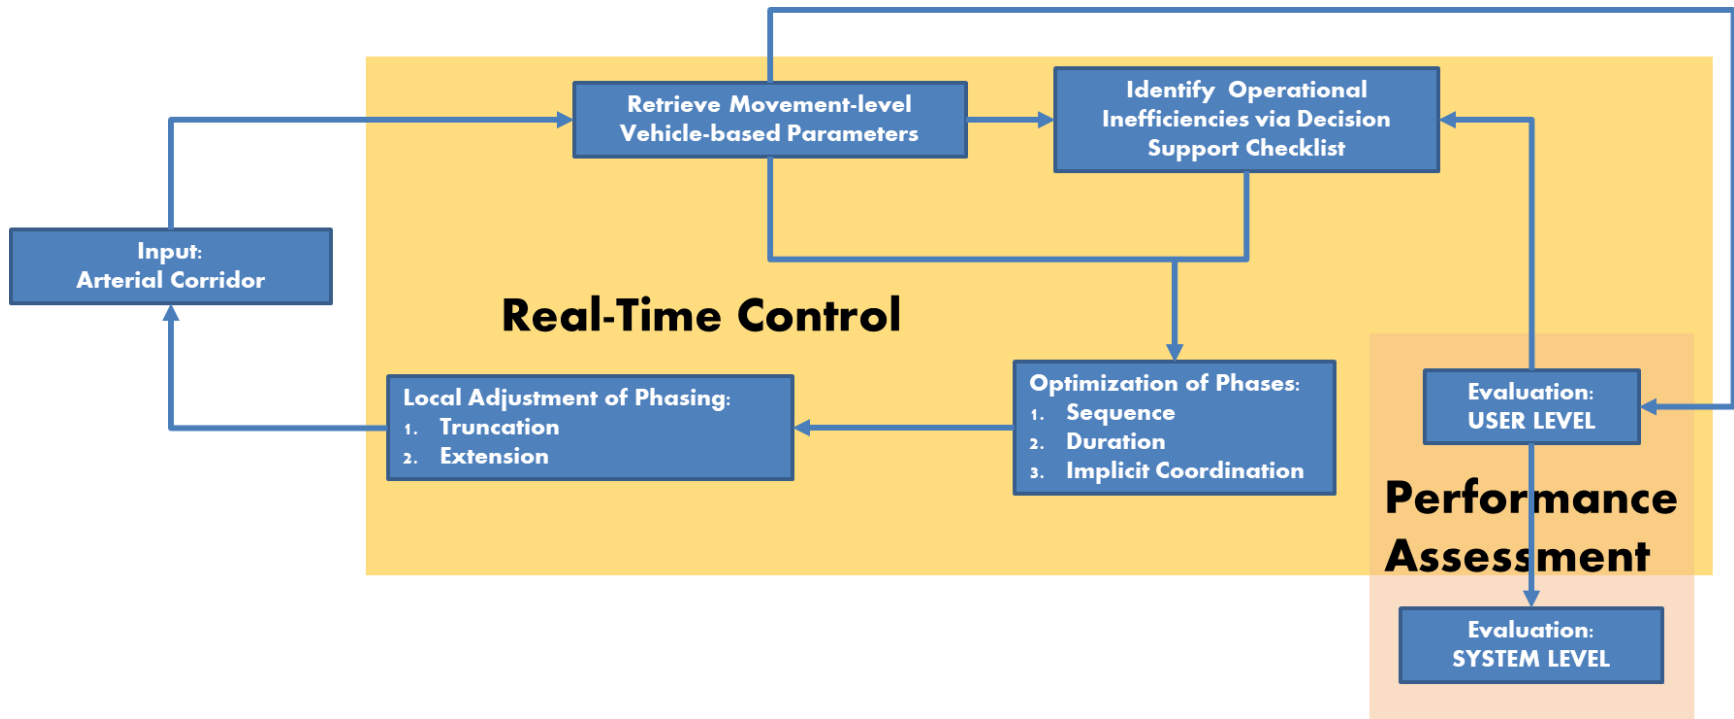 Retrieve Movement-level
Vehicle-based Parameters
Identify Operational
Inefficiencies via Decision
Support Checklist
Input:
Arterial Corridor
Real-Time Control
Local Adjustment of Phasing:
1. Truncation
2. Extension
Optimization of Phases:
1. Sequence
2. Duration
3. Implicit Coordination
Evaluation:
USER LEVEL
Performance
Assessment
Evaluation:
SYSTEM LEVEL